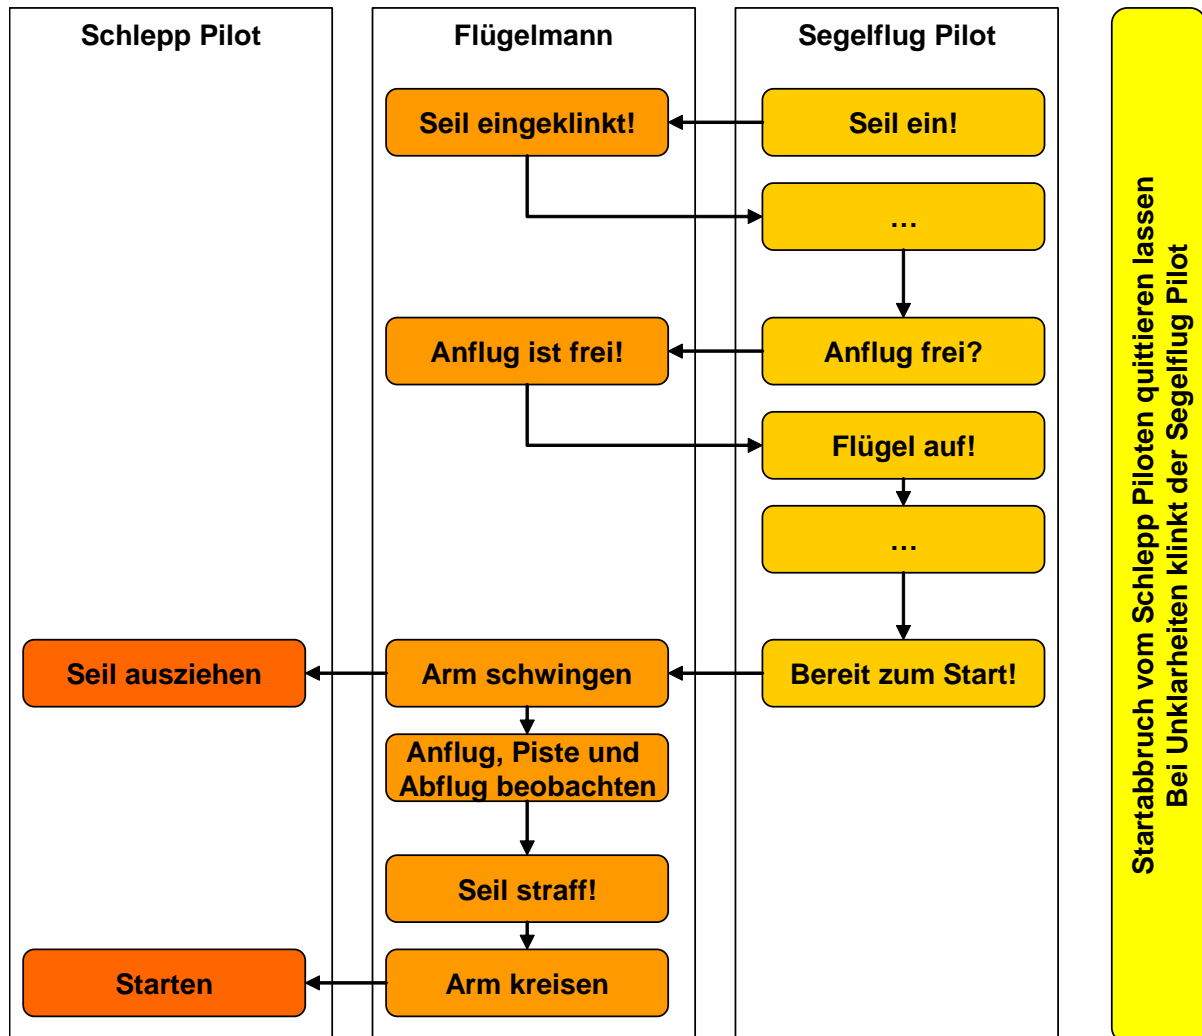 Schlepp Pilot
Flügelmann
Segelflug Pilot
Seil eingeklinkt!
Seil ein!
…
Anflug ist frei!
Anflug frei?
Flügel auf!
…
Seil ausziehen
Arm schwingen
Bereit zum Start!
Anflug, Piste und
Abflug beobachten
Seil straff!
Starten
Arm kreisen
Startabbruch vom Schlepp Piloten quittieren lassen
Bei Unklarheiten klinkt der Segelflug Pilot